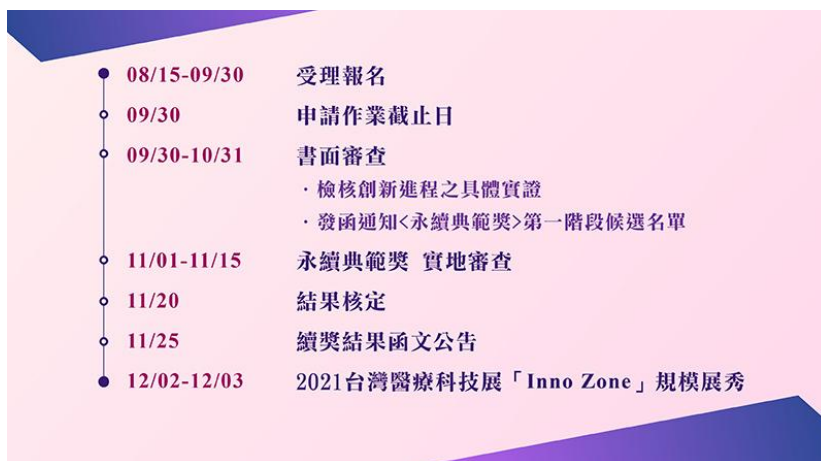 08/15-09/30 受理報名
09/30 申請作業截止日
09/30-10/31 書面審查
·檢核創新進程之具體實證
·發函通知<永續典範獎>第一階段候選名單
11/01-11/15 永續典範獎 實地審查
11/20 結果核定
11/25 續獎結果函文公告
12/02-12/03 2021台灣醫療科技展「Inno Zone」規模展秀